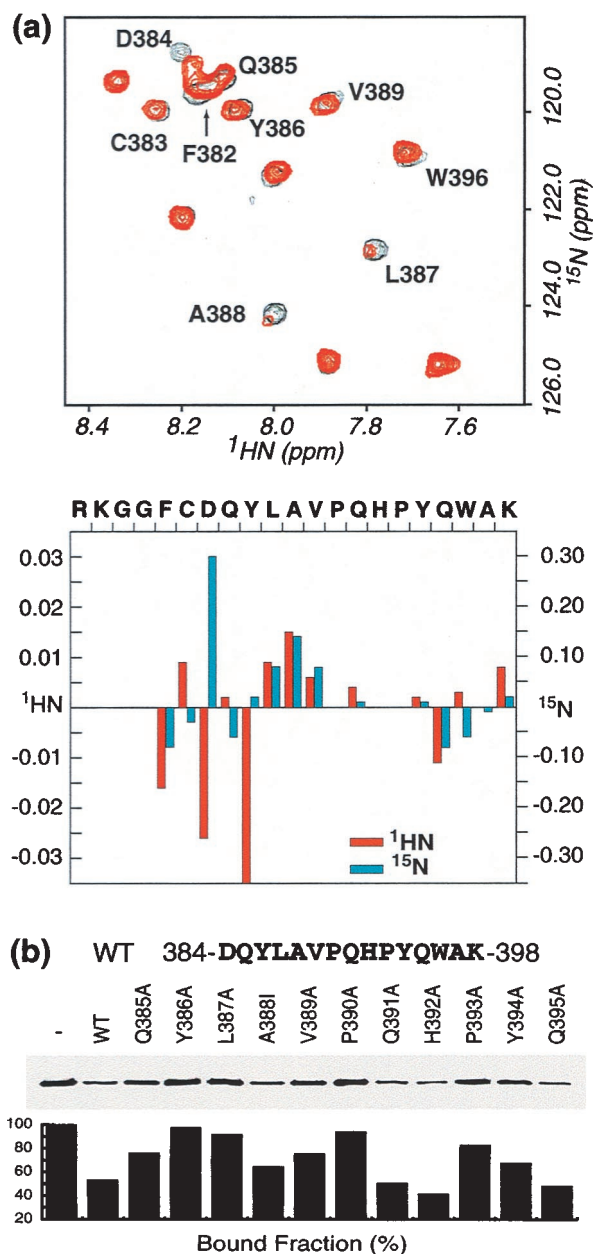 (a)
D384
Q385
V389
C383
F382
Y386
W396
L387
A388
120.0
122.0
124.0
126.0
15N (ppm)
8.4 8.2 8.0 7.8 7.6
1HN (ppm)
R K G G F C D Q Y L A V P Q H P Y Q W A K
0.03 0.30
0.02 0.20
0.01 0.10
1HN 15N
-0.01 -0.10
-0.02 -0.20
-0.03 -0.30
1HN
15N
(b) WT 384-DQYLAVPQHPYQWAK-398
- WT Q385A Y386A L387A A388I V389A P390A Q391A H392A P393A Y394A Q395A
100
80
60
40
20
Bound Fraction (%)